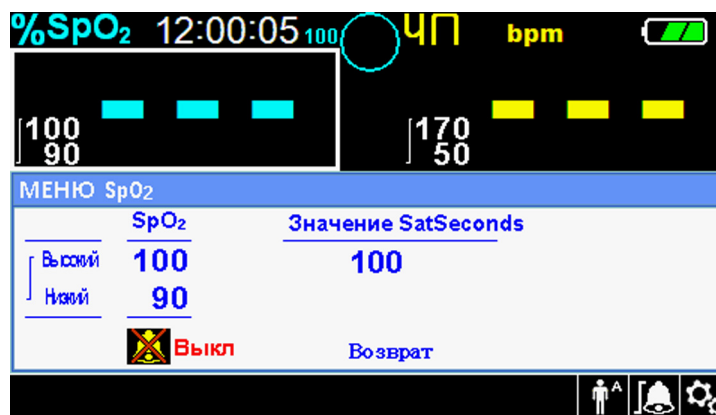 %SpO₂ 12:00:05 100 ЧП bpm
100 170
90 50
МЕНЮ SpO2
SpO₂ Значение SatSeconds
Высокий 100 100
Низкий 90
Выкл Возврат
A